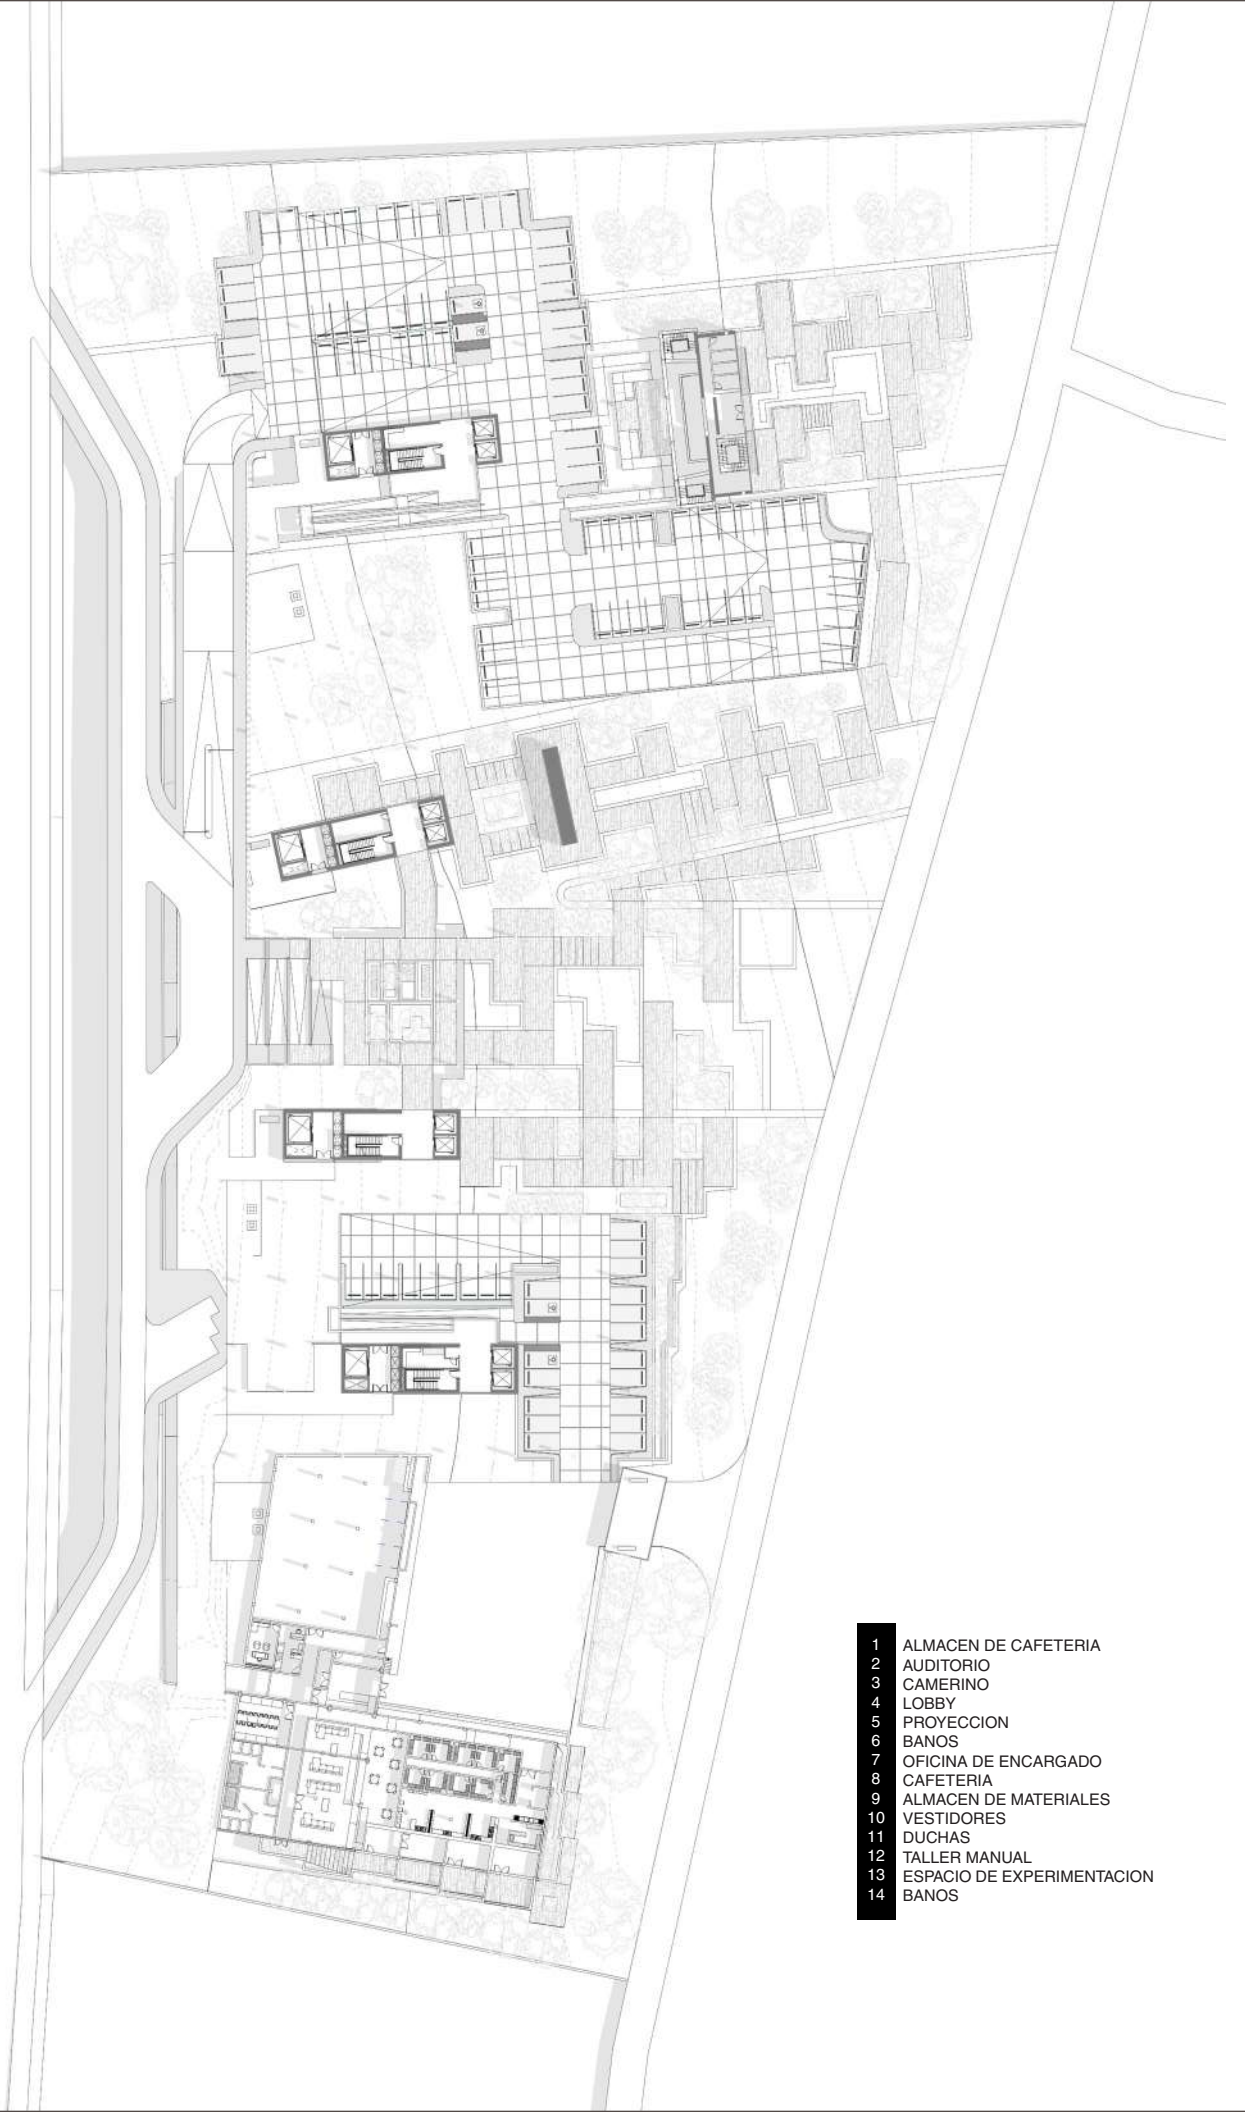 1 ALMACEN DE CAFETERIA
2 AUDITORIO
3 CAMERINO
4 LOBBY
5 PROYECCION
6 BANOS
7 OFICINA DE ENCARGADO
8 CAFETERIA
9 ALMACEN DE MATERIALES
10 VESTIDORES
11 DUCHAS
12 TALLER MANUAL
13 ESPACIO DE EXPERIMENTACION
14 BANOS